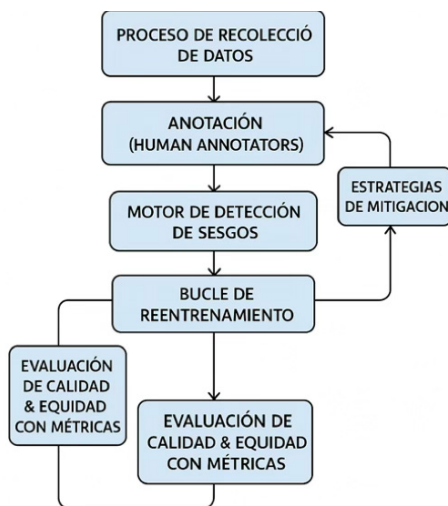 PROCESO DE RECOLECCIÓ
DE DATOS
ANOTACIÓN
(HUMAN ANNOTATORS)
ESTRATEGIAS
DE MITIGACION
MOTOR DE DETECCIÓN
DE SESGOS
BUCLE DE
REENTRENAMIENTO
EVALUACIÓN
DE CALIDAD
& EQUIDAD
CON MÉTRICAS
EVALUACIÓN DE
CALIDAD & EQUIDAD
CON MÉTRICAS